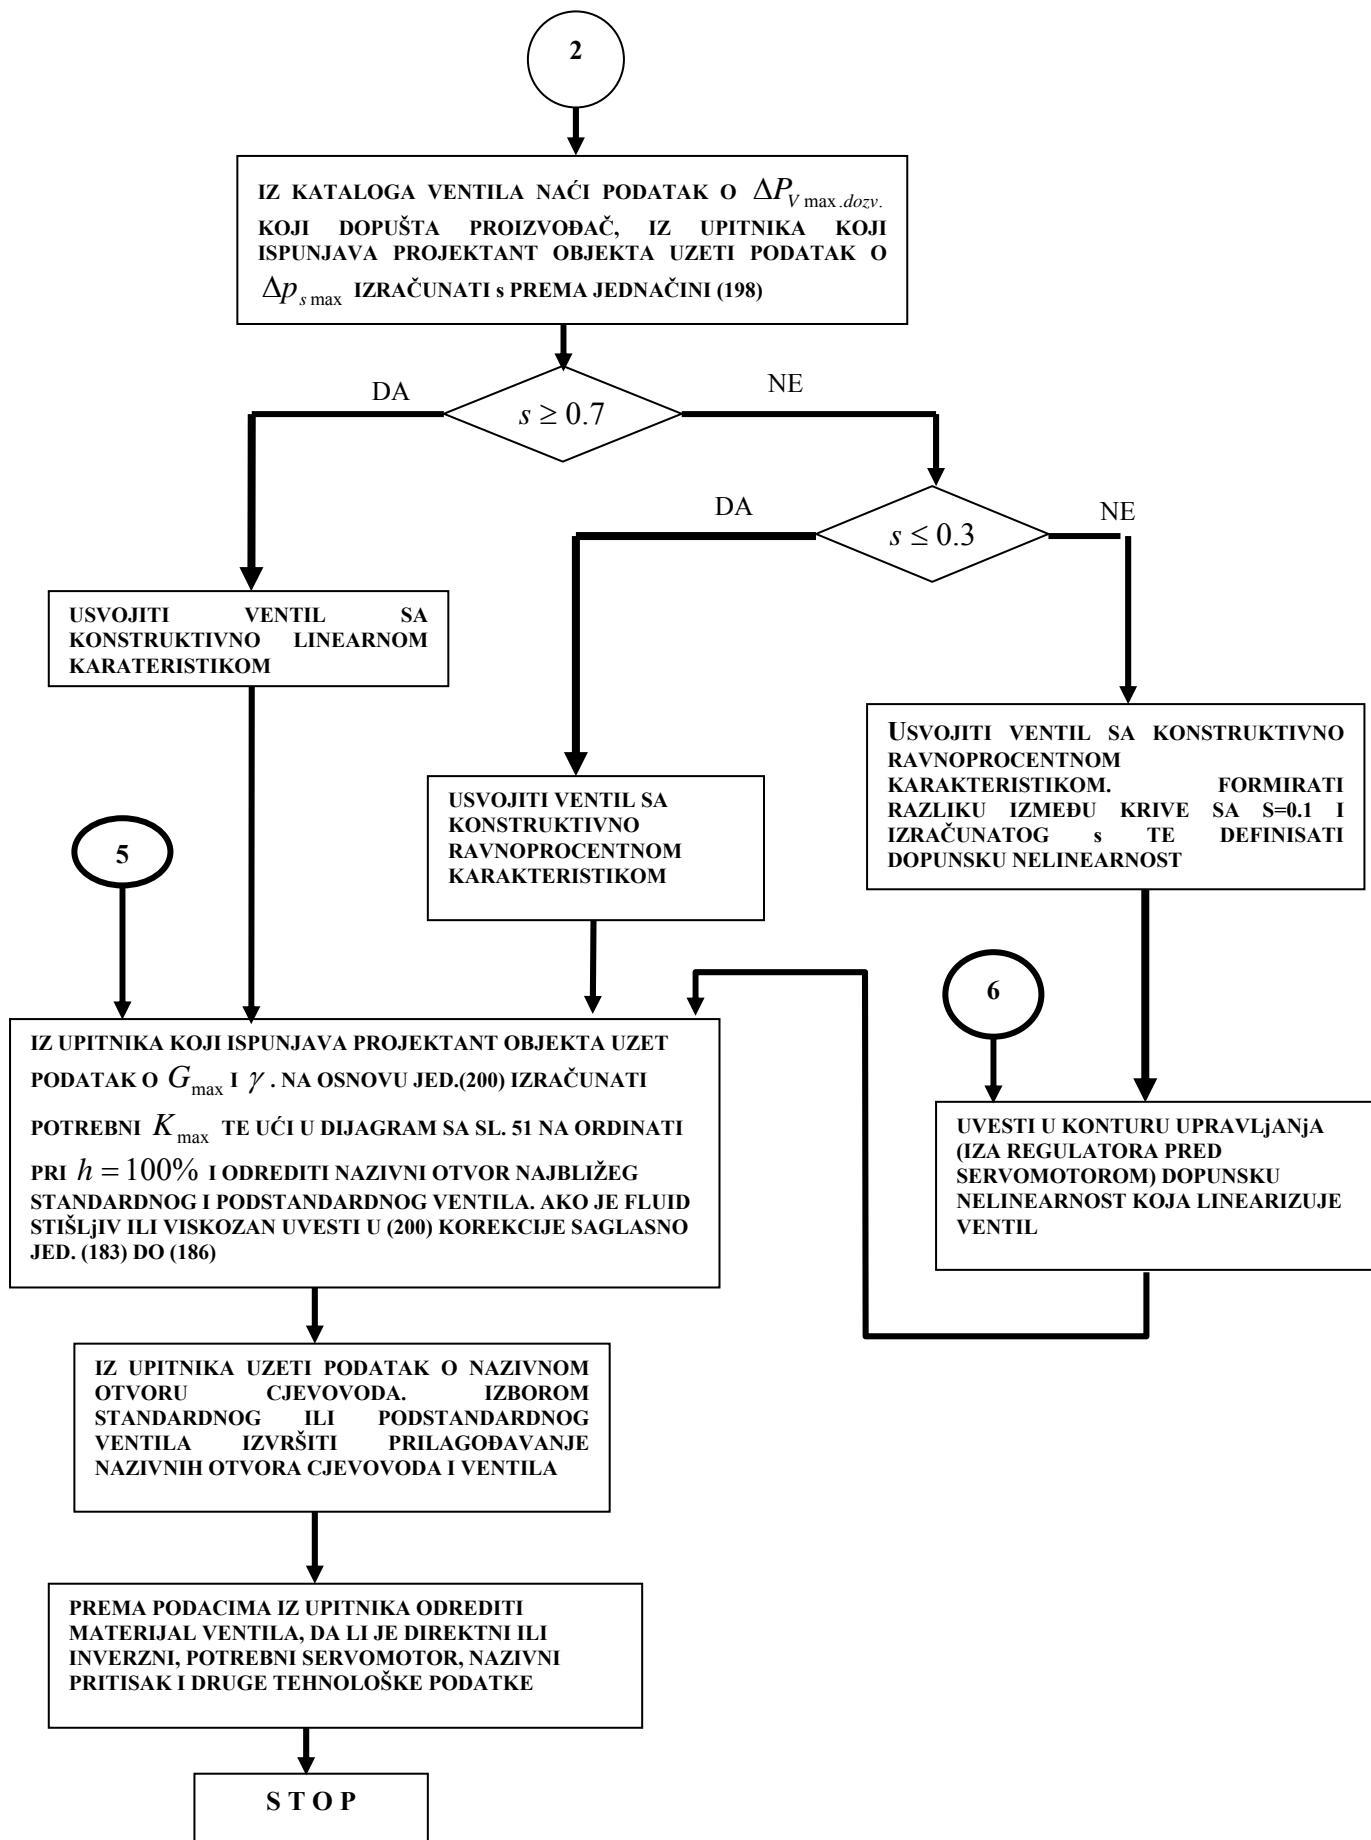 2
IZ KATALOGA VENTILA NAĆI PODATAK O ΔP_{V max.dozv.}
KOJI DOPUŠTA PROIZVOĐAČ, IZ UPITNIKA KOJI
ISPUNJAVA PROJEKTANT OBJEKTA UZETI PODATAK O
Δp_{s max} IZRAČUNATI s PREMA JEDNAČINI (198)
DA
NE
s ≥ 0.7
DA
NE
s ≤ 0.3
USVOJITI VENTIL SA
KONSTRUKTIVNO LINEARNOM
KARATERISTIKOM
USVOJITI VENTIL SA KONSTRUKTIVNO
RAVNOPROCENTNOM
KARAKTERISTIKOM. FORMIRATI
RAZLIKU IZMEĐU KRIVE SA S=0.1 I
IZRAČUNATOG s TE DEFINISATI
DOPUNSKU NELINEARNOST
USVOJITI VENTIL SA
KONSTRUKTIVNO
RAVNOPROCENTNOM
KARAKTERISTIKOM
5
6
IZ UPITNIKA KOJI ISPUNJAVA PROJEKTANT OBJEKTA UZET
PODATAK O G_{max} I γ . NA OSNOVU JED.(200) IZRAČUNATI
POTREBNI K_{max} TE UĆI U DIJAGRAM SA SL. 51 NA ORDINATI
PRI h = 100% I ODREDITI NAZIVNI OTVOR NAJBLIŽEG
STANDARDNOG I PODSTANDARDNOG VENTILA. AKO JE FLUID
STIŠLjIV ILI VISKOZAN UVESTI U (200) KOREKCIJE SAGLASNO
JED. (183) DO (186)
UVESTI U KONTURU UPRAVLjANjA
(IZA REGULATORA PRED
SERVOMOTOROM) DOPUNSKU
NELINEARNOST KOJA LINEARIZUJE
VENTIL
IZ UPITNIKA UZETI PODATAK O NAZIVNOM
OTVORU CJEVOVODA. IZBOROM
STANDARDNOG ILI PODSTANDARDNOG
VENTILA IZVRŠITI PRILAGOĐAVANJE
NAZIVNIH OTVORA CJEVOVODA I VENTILA
PREMA PODACIMA IZ UPITNIKA ODREDITI
MATERIJAL VENTILA, DA LI JE DIREKTNI ILI
INVERZNI, POTREBNI SERVOMOTOR, NAZIVNI
PRITISAK I DRUGE TEHNOLOŠKE PODATKE
S T O P